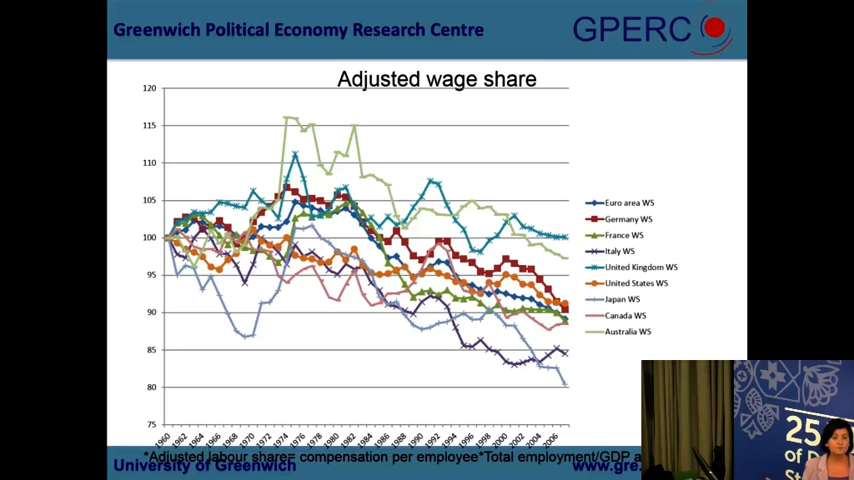 Greenwich Political Economy Research Centre
GPERC
Adjusted wage share
120
115
110
105
100
95
90
85
80
75
1960 1962 1964 1966 1968 1970 1972 1974 1976 1978 1980 1982 1984 1986 1988 1990 1992 1994 1996 1998 2000 2002 2004 2006
Euro area WS
Germany WS
France WS
Italy WS
United Kingdom WS
United States WS
Japan WS
Canada WS
Australia WS
*Adjusted labour share= compensation per employee*Total employment/GDP a
University of Greenwich
www.gre.
25
of D
St